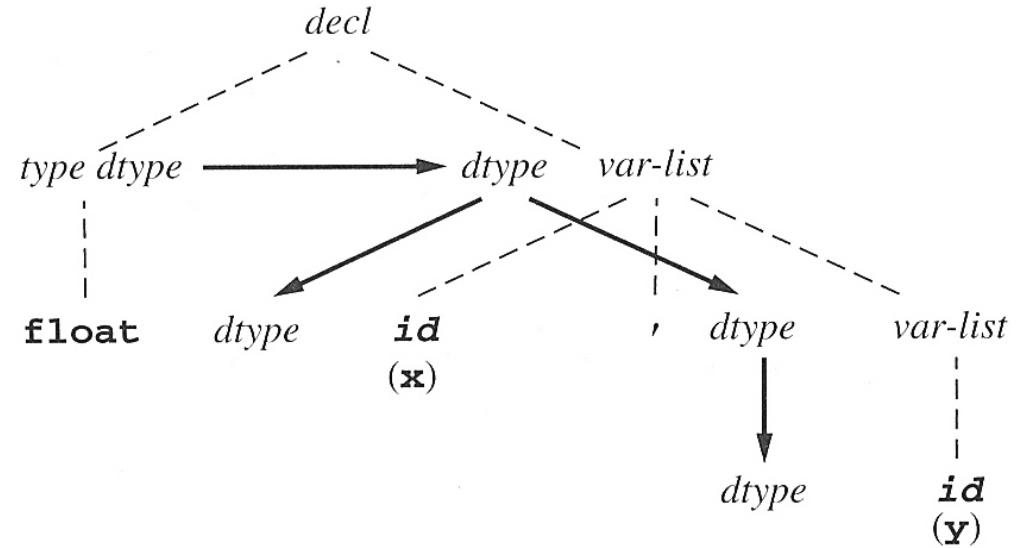 decl
type dtype dtype var-list
float dtype id , dtype var-list
(x)
dtype id
(y)